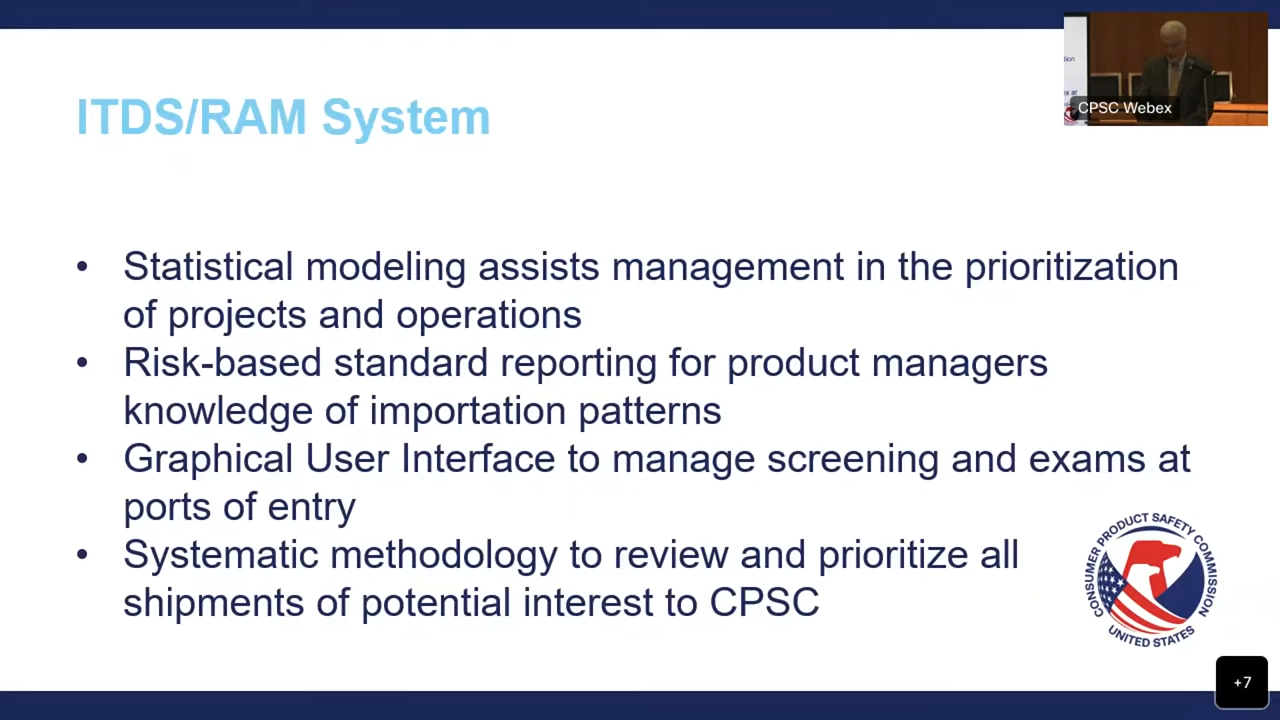 ITDS/RAM System
CPSC Webex
• Statistical modeling assists management in the prioritization
of projects and operations
• Risk-based standard reporting for product managers
knowledge of importation patterns
• Graphical User Interface to manage screening and exams at
ports of entry
• Systematic methodology to review and prioritize all
shipments of potential interest to CPSC
CONSUMER PRODUCT SAFETY COMMISSION
UNITED STATES
+7